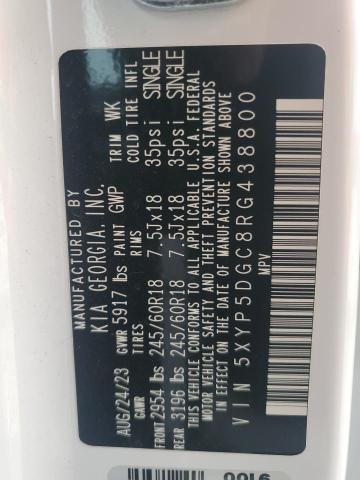 MANUFACTURED BY
KIA GEORGIA, INC.
AUG/24/23 GVWR 5917 lbs PAINT GWP TRIM WK
GAWR TIRES RIMS COLD TIRE INFL
FRONT 2954 lbs 245/60R18 7.5Jx18 35psi SINGLE
REAR 3196 lbs 245/60R18 7.5Jx18 35psi SINGLE
THIS VEHICLE CONFORMS TO ALL APPLICABLE U.S.A. FEDERAL
MOTOR VEHICLE SAFETY AND THEFT PREVENTION STANDARDS
IN EFFECT ON THE DATE OF MANUFACTURE SHOWN ABOVE
VIN 5XYP5DGC8RG438800
MPV